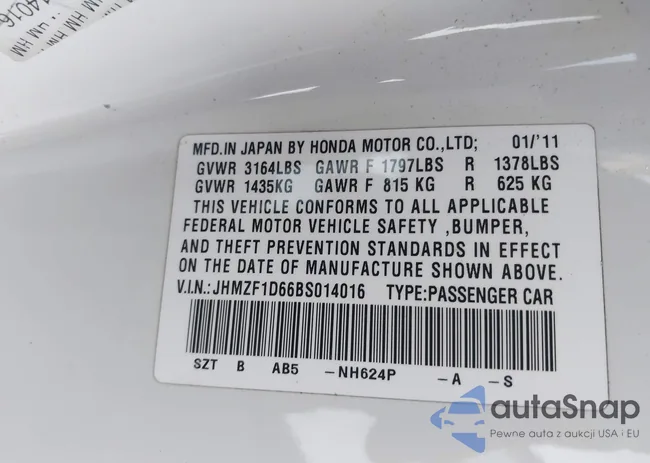 14016
MFD.IN JAPAN BY HONDA MOTOR CO.,LTD; 01/'11
GVWR 3164LBS GAWR F 1797LBS R 1378LBS
GVWR 1435KG GAWR F 815 KG R 625 KG
THIS VEHICLE CONFORMS TO ALL APPLICABLE
FEDERAL MOTOR VEHICLE SAFETY ,BUMPER,
AND THEFT PREVENTION STANDARDS IN EFFECT
ON THE DATE OF MANUFACTURE SHOWN ABOVE.
V.I.N.: JHMZF1D66BS014016 TYPE:PASSENGER CAR
SZT B AB5 -NH624P -A -S
autoSnap
Pewne auta z aukcji USA i EU